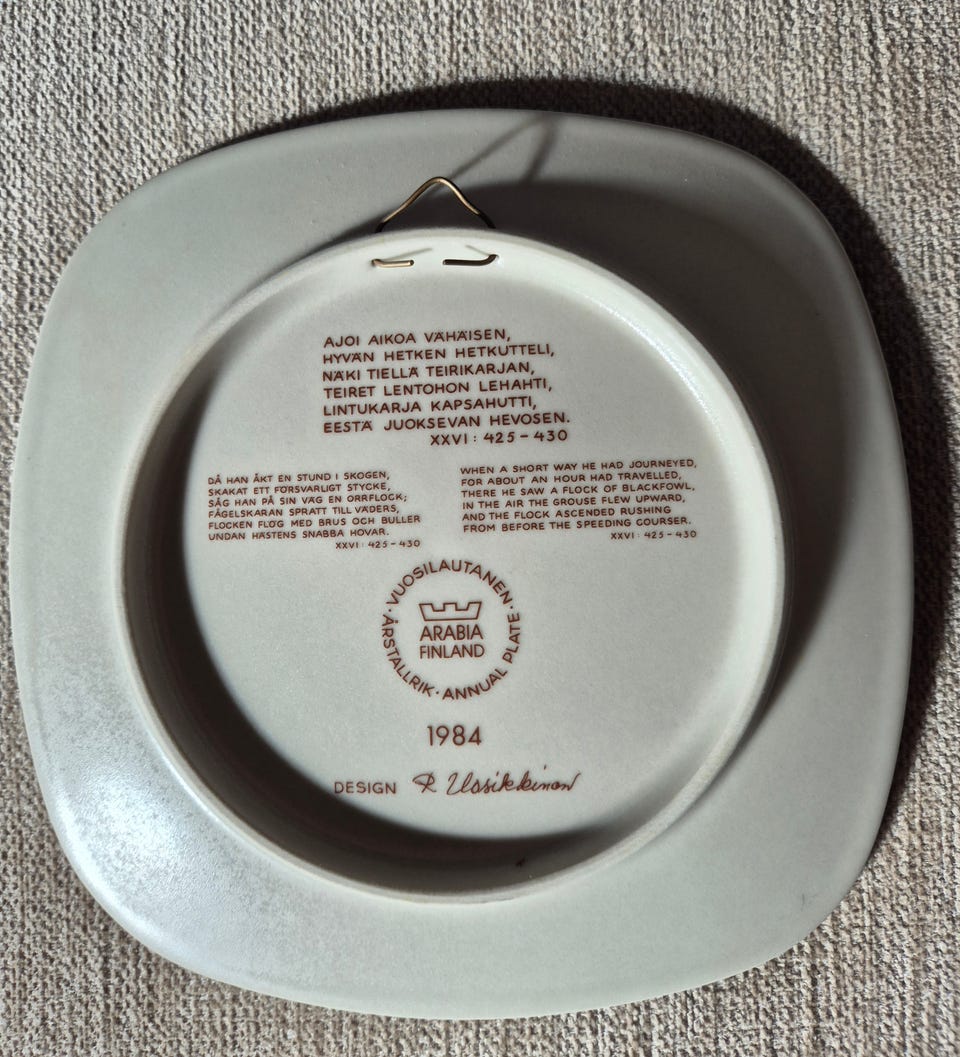 AJOI AIKOA VÄHÄISEN,
HYVÄN HETKEN HETKUTTELI,
NÄKI TIELLÄ TEIRIKARJAN,
TEIRET LENTOHON LEHAHTI,
LINTUKARJA KAPSAHUTTI,
EESTÄ JUOKSEVAN HEVOSEN.
XXVI: 425-430
DÅ HAN ÅKT EN STUND I SKOGEN,
SKAKAT ETT FÖRSVARLIGT STYCKE,
SÅG HAN PÅ SIN VÄG EN ORRFLOCK;
FÅGELSKARAN SPRATT TILL VÄDERS,
FLOCKEN FLÖG MED BRUS OCH BULLER
UNDAN HÄSTENS SNABBA HOVAR.
XXVI: 425-430
WHEN A SHORT WAY HE HAD JOURNEYED,
FOR ABOUT AN HOUR HAD TRAVELLED,
THERE HE SAW A FLOCK OF BLACKFOWL,
IN THE AIR THE GROUSE FLEW UPWARD,
AND THE FLOCK ASCENDED RUSHING
FROM BEFORE THE SPEEDING COURSER.
XXVI: 425-430
· VUOSILAUTANEN · ANNUAL PLATE · ÅRSTALLRIK
ARABIA
FINLAND
1984
DESIGN R Uosikkinen